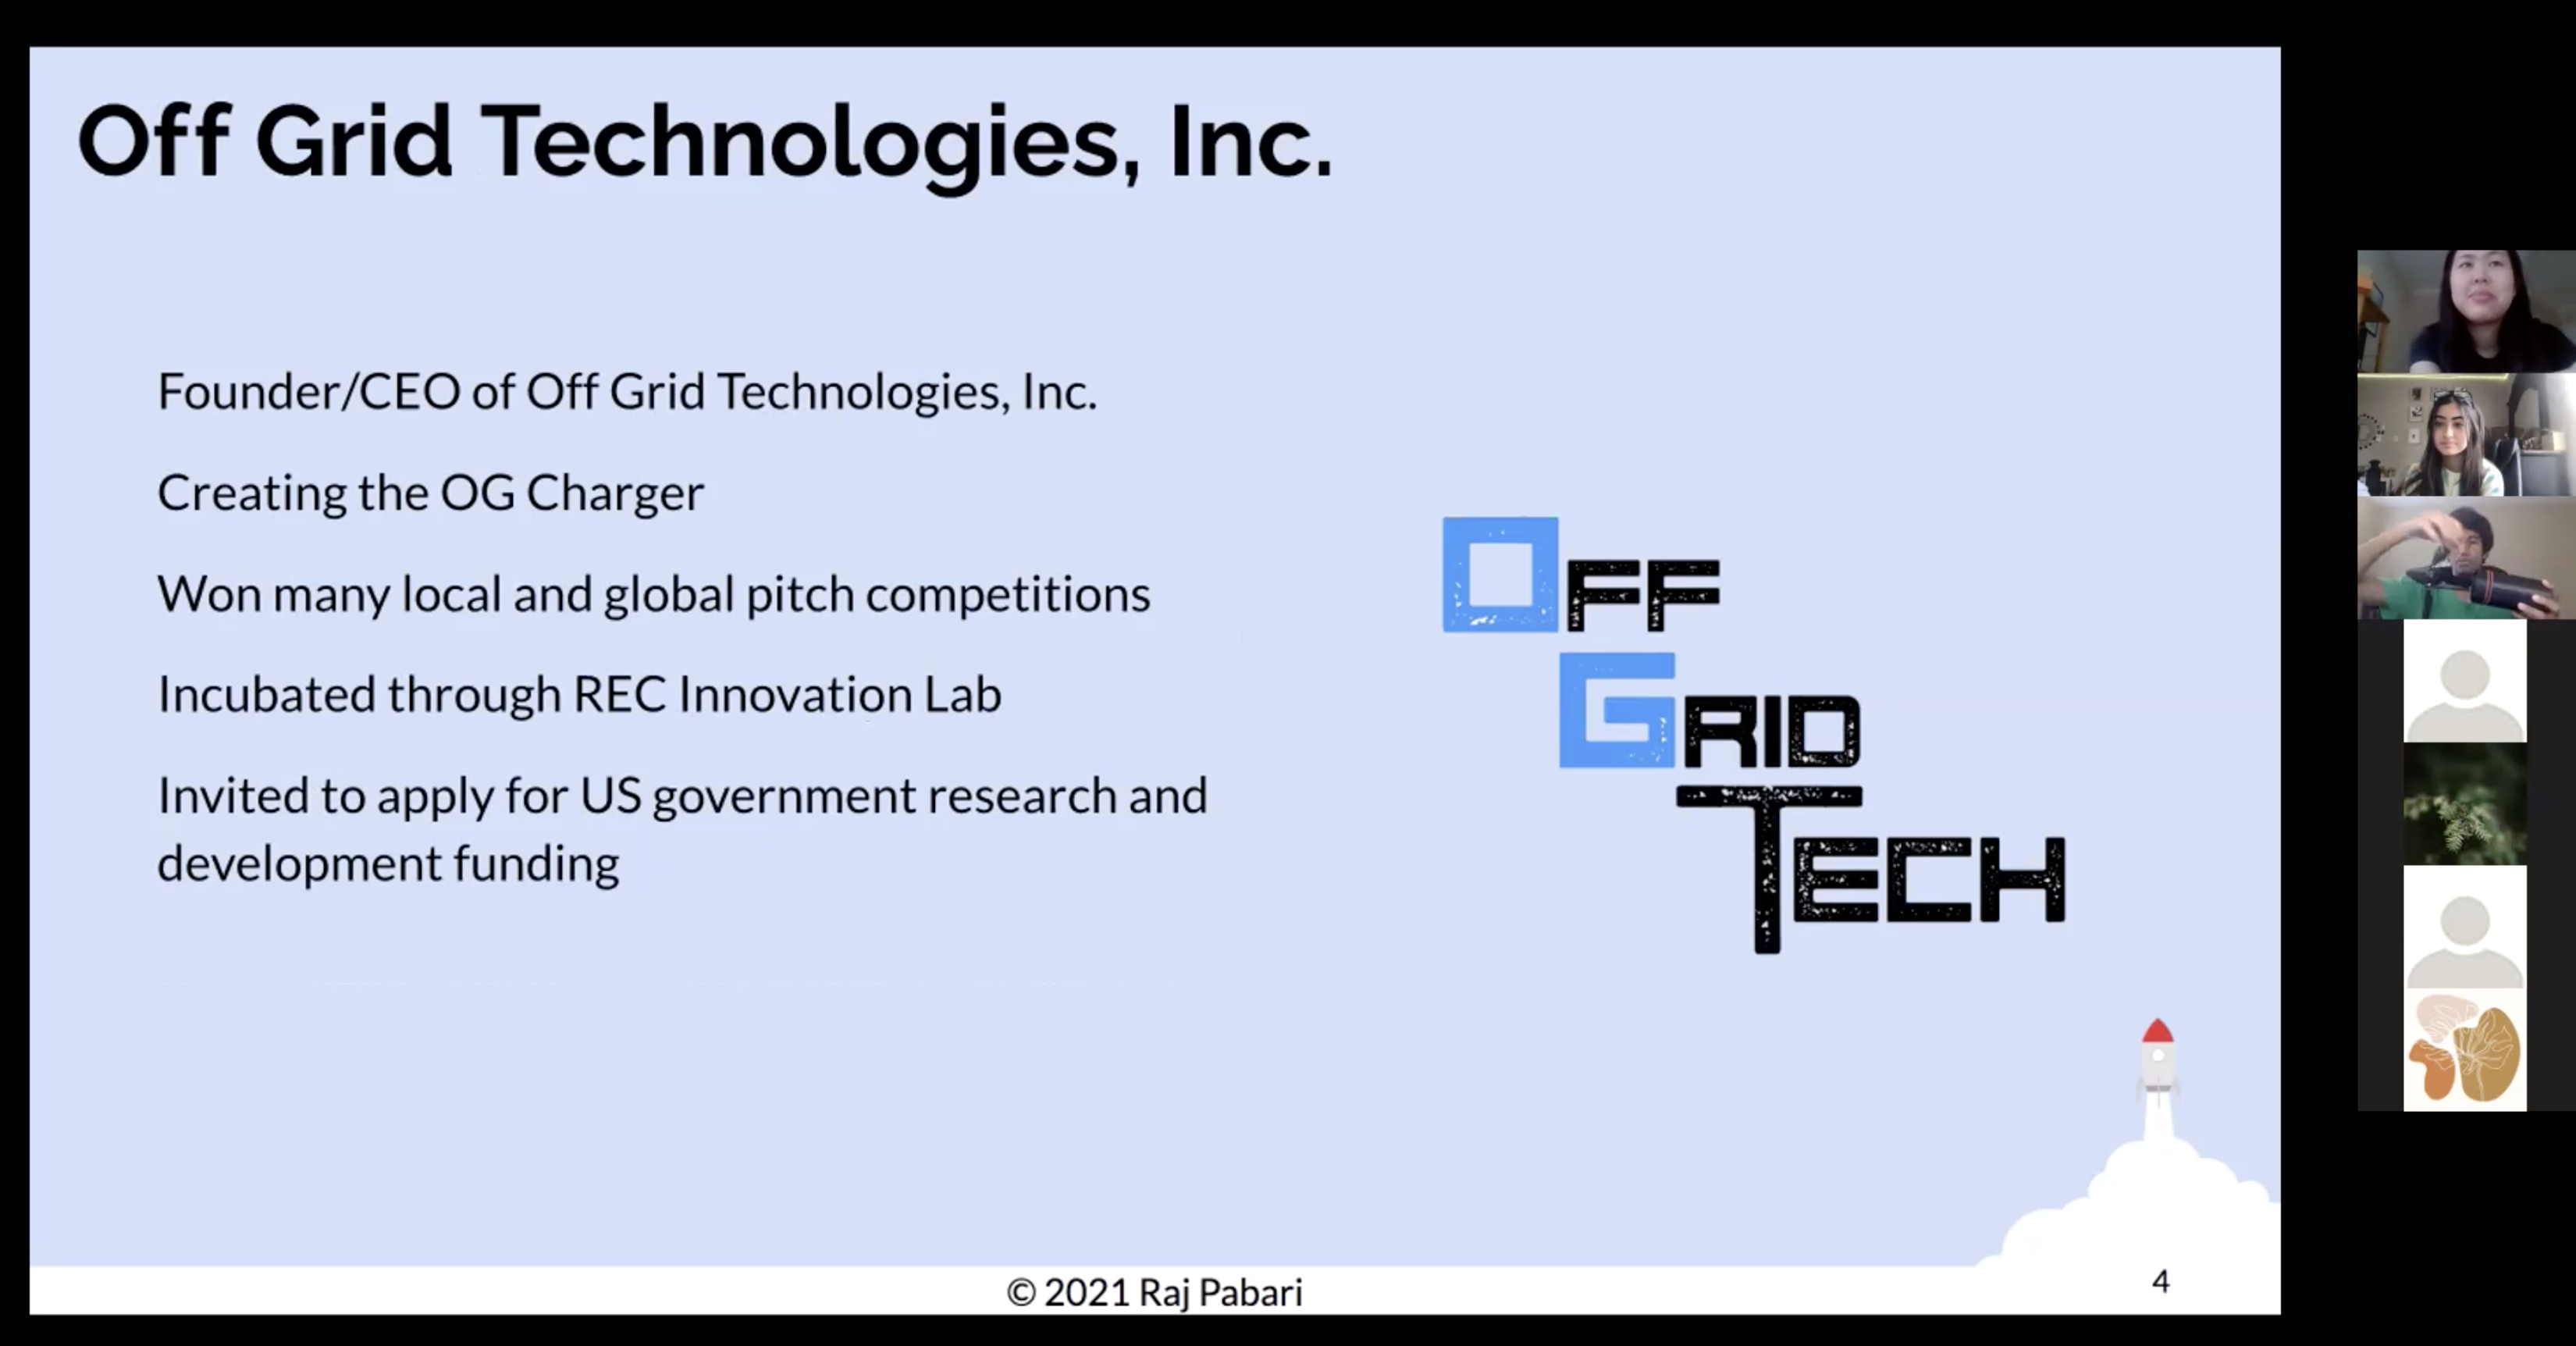 Off Grid Technologies, Inc.
Founder/CEO of Off Grid Technologies, Inc.
Creating the OG Charger
Won many local and global pitch competitions
Incubated through REC Innovation Lab
Invited to apply for US government research and
development funding
OFF
GRID
TECH
© 2021 Raj Pabari
4